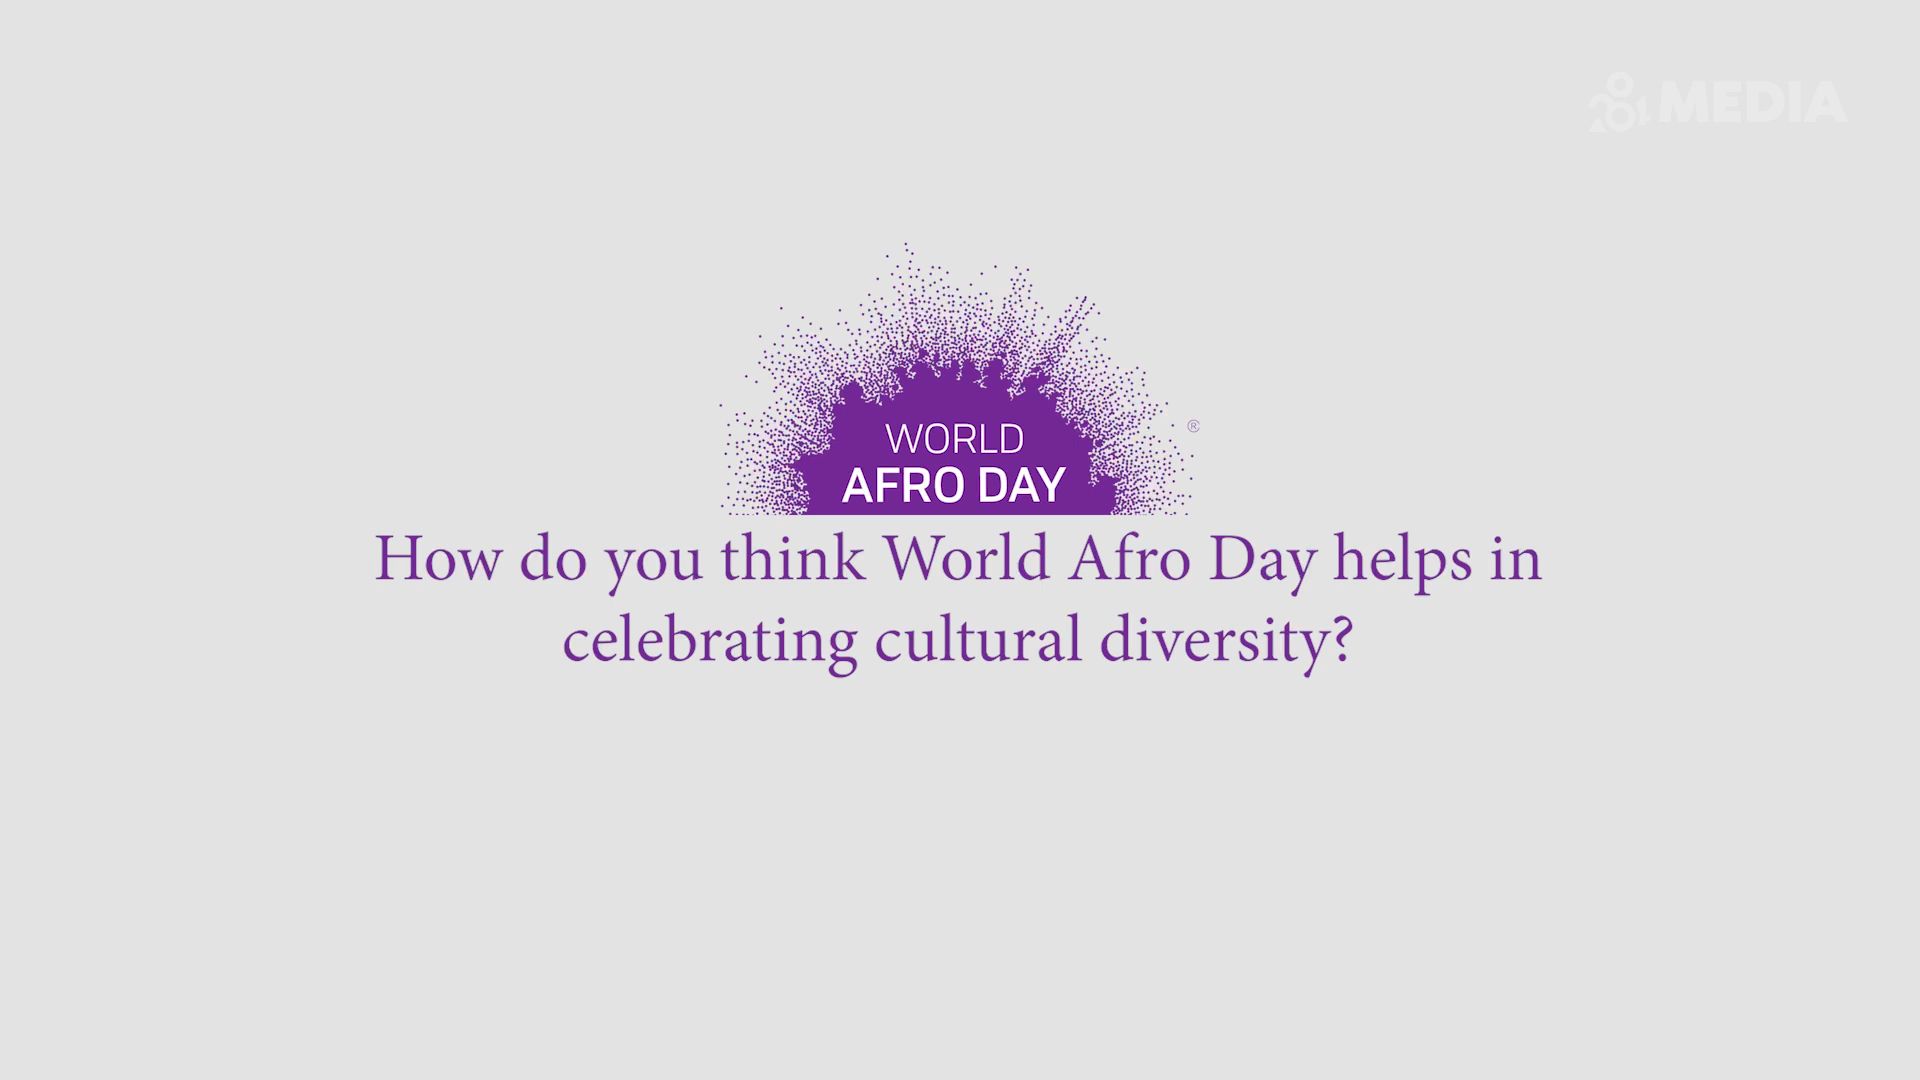 MEDIA
WORLD
AFRO DAY
®
How do you think World Afro Day helps in
celebrating cultural diversity?